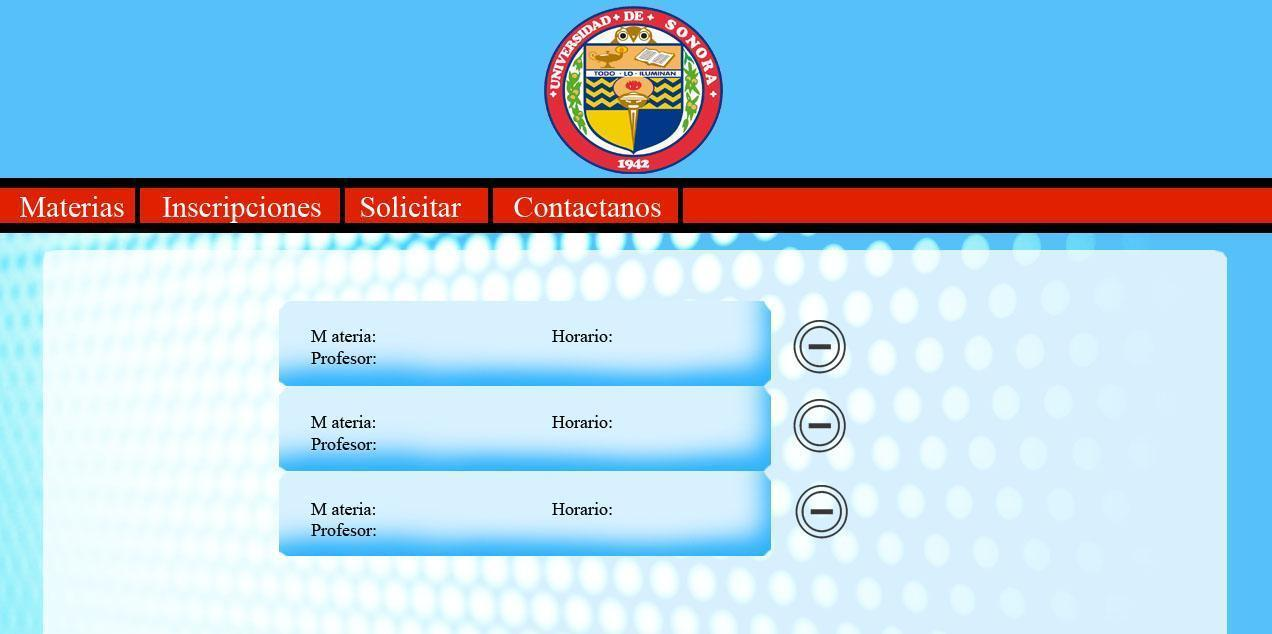 UNIVERSIDAD DE SONORA
TODO · LO · ILUMINAN
1942
Materias Inscripciones Solicitar Contactanos
M ateria: Horario:
Profesor:
M ateria: Horario:
Profesor:
M ateria: Horario:
Profesor: